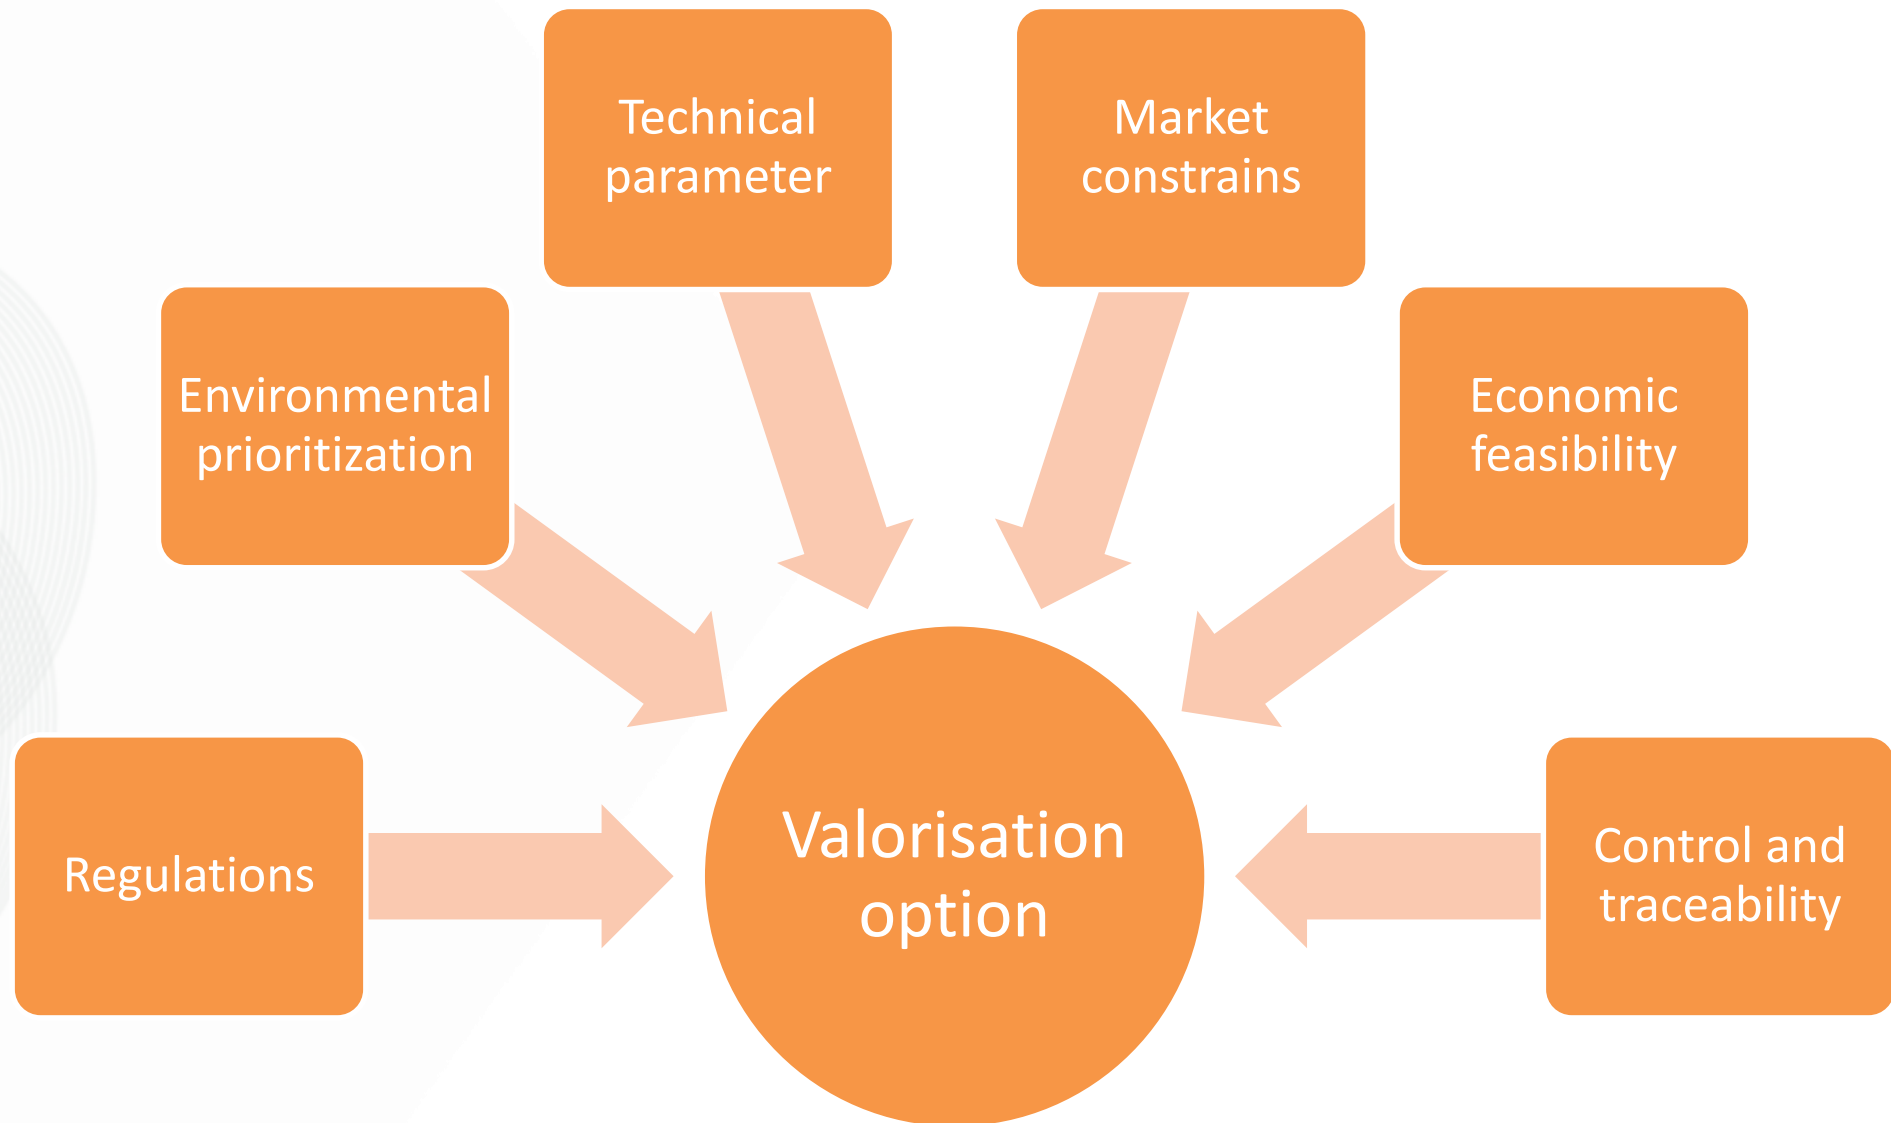 Technical
parameter
Market
constrains
Environmental
prioritization
Economic
feasibility
Regulations
Valorisation
option
Control and
traceability